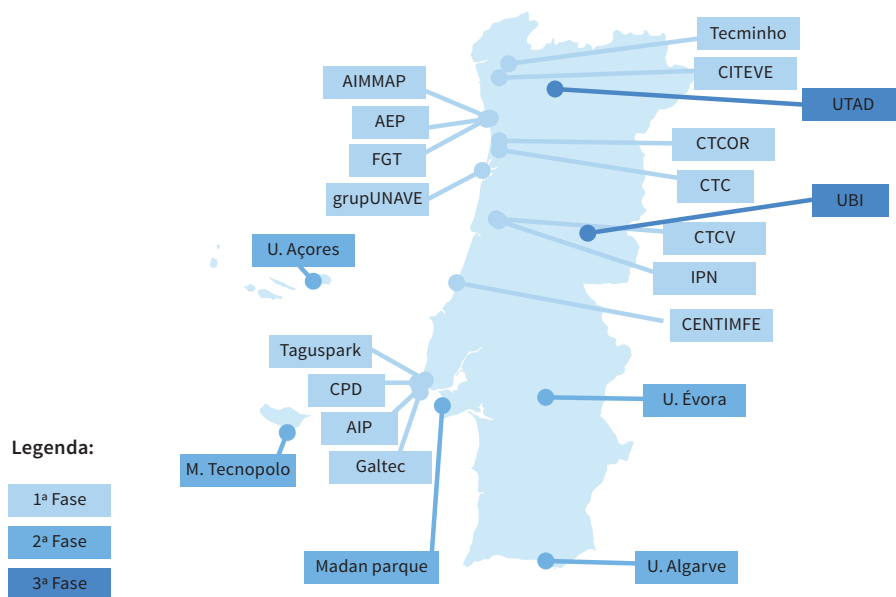 Tecminho
CITEVE
AIMMAP
UTAD
AEP
CTCOR
FGT
CTC
grupUNAVE
UBI
CTCV
U. Açores
IPN
CENTIMFE
Taguspark
CPD
U. Évora
AIP
Galtec
M. Tecnopolo
Madan parque
U. Algarve
Legenda:
1ª Fase
2ª Fase
3ª Fase